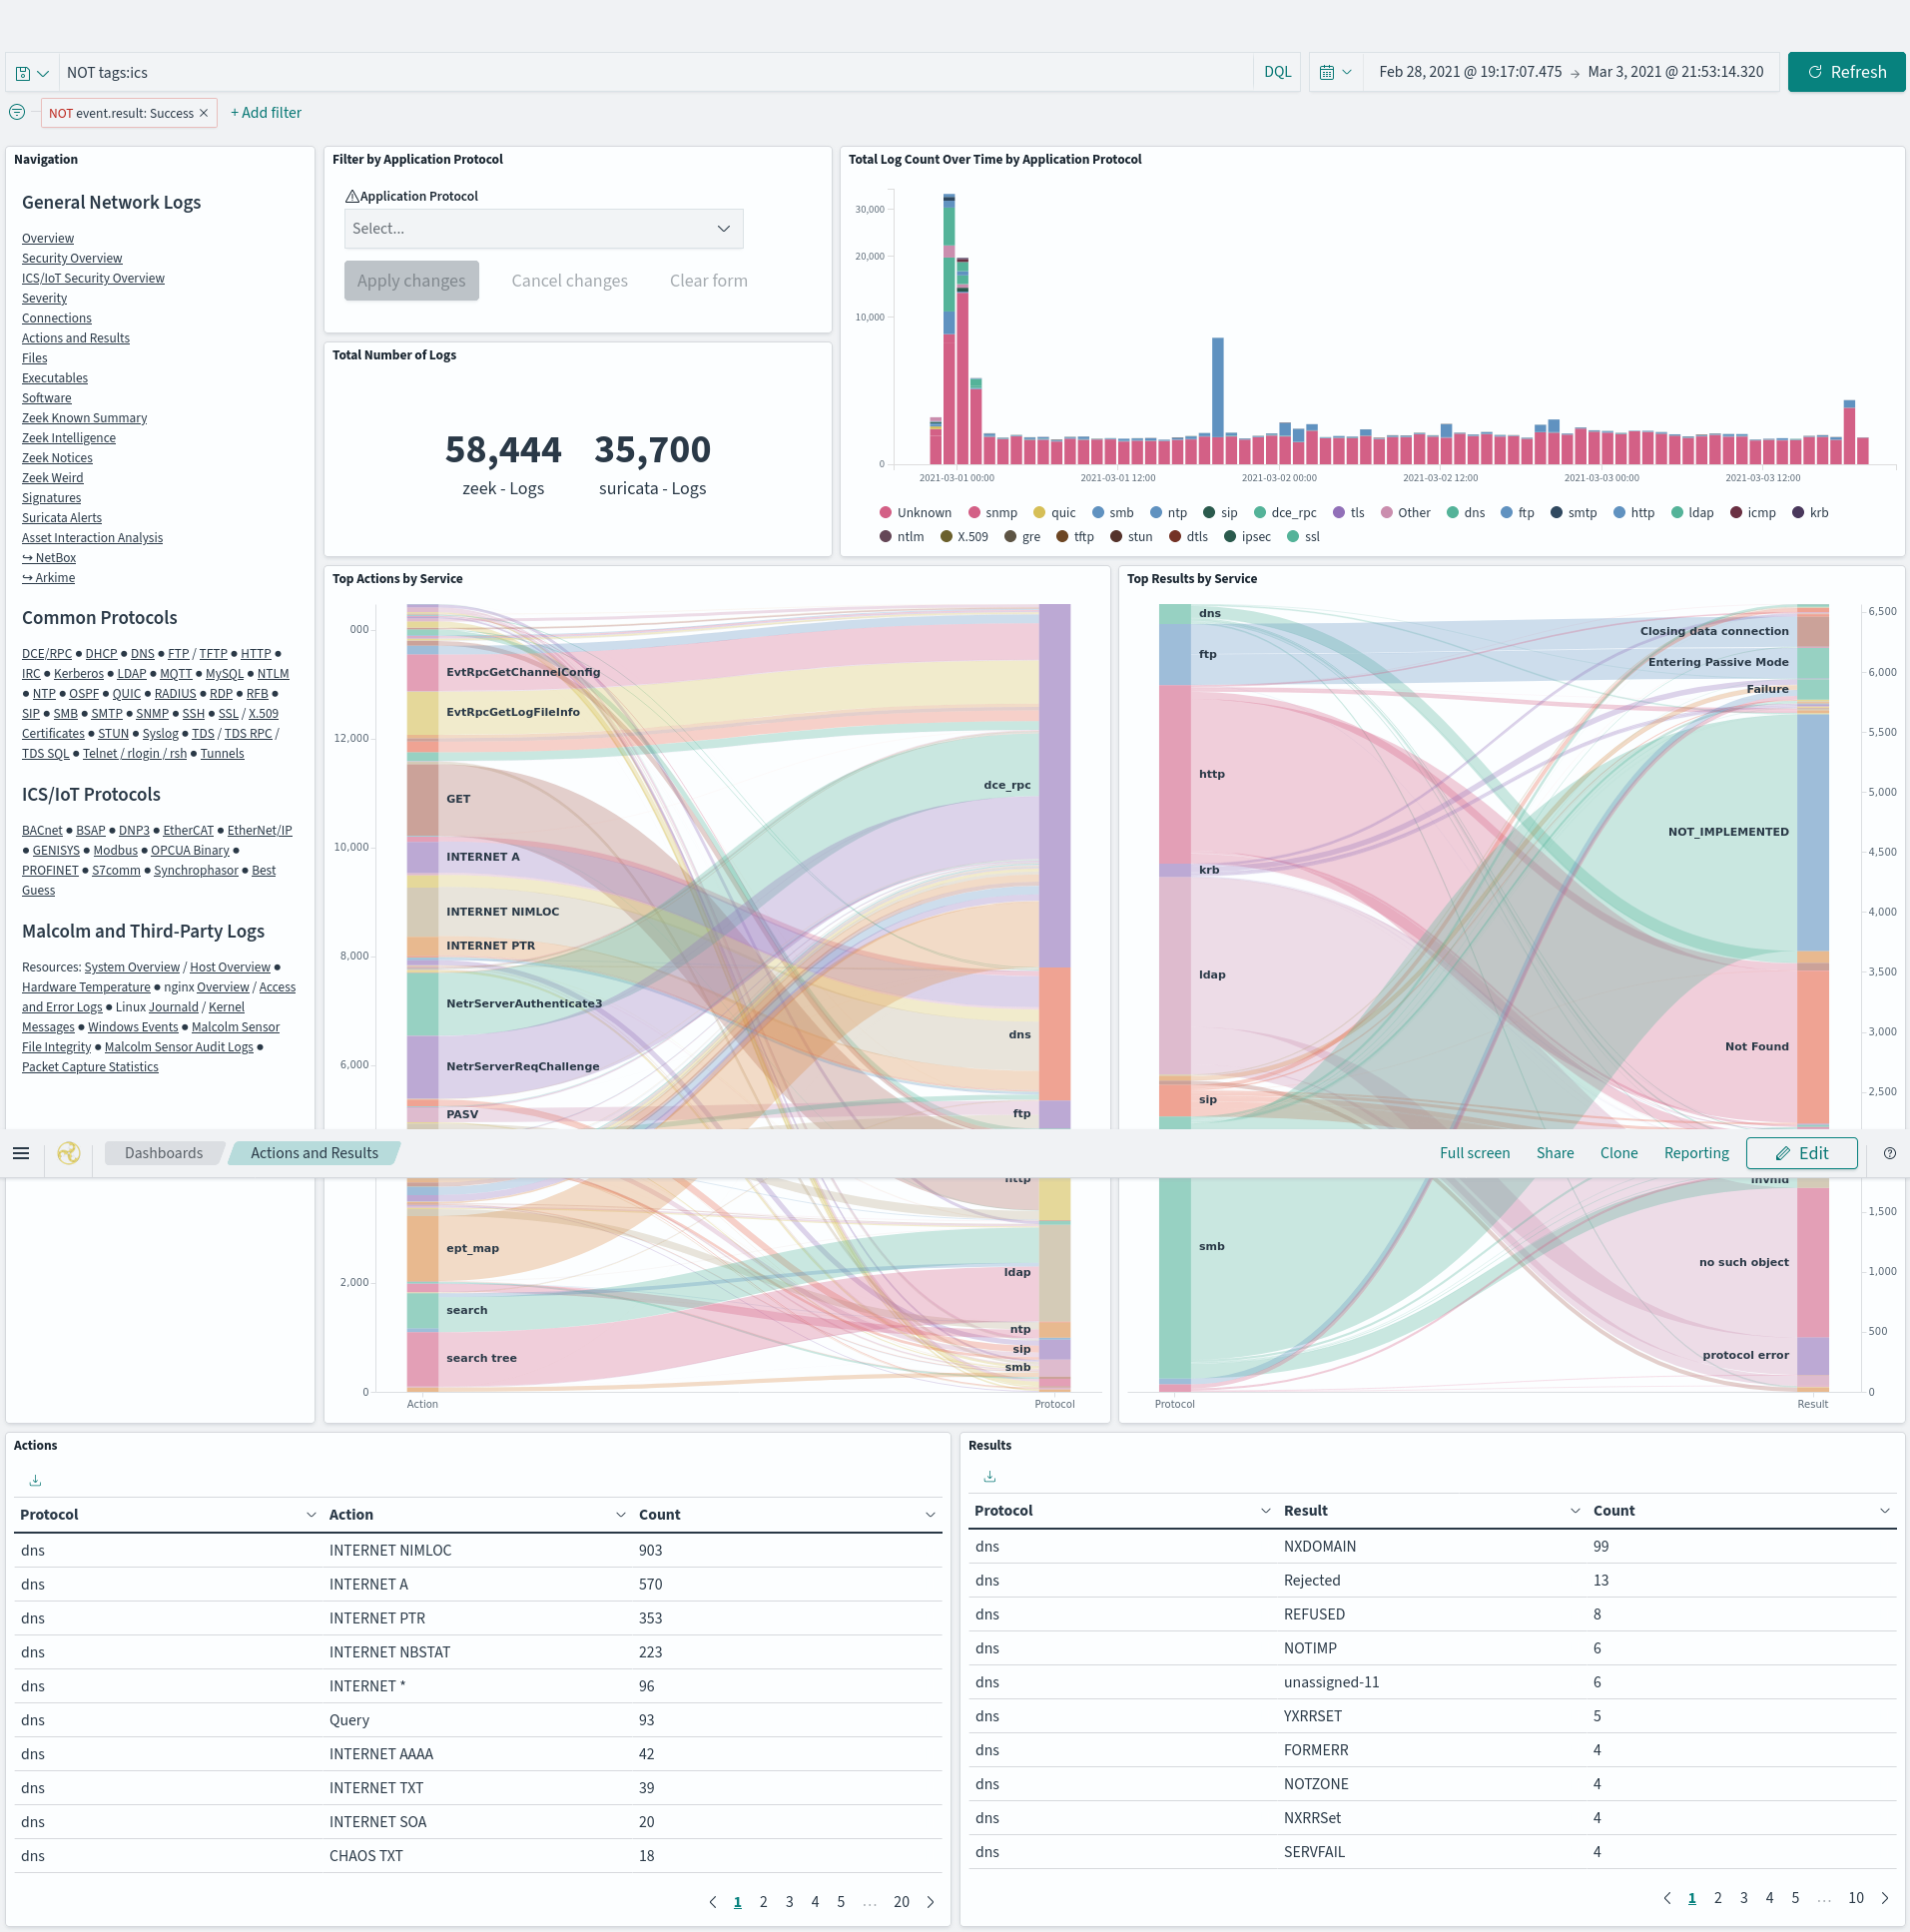 NOT tags:ics
DQL
Feb 28, 2021 @ 19:17:07.475 → Mar 3, 2021 @ 21:53:14.320
Refresh
NOT event.result: Success ×
+ Add filter
Navigation
General Network Logs
Overview
Security Overview
ICS/IoT Security Overview
Severity
Connections
Actions and Results
Files
Executables
Software
Zeek Known Summary
Zeek Intelligence
Zeek Notices
Zeek Weird
Signatures
Suricata Alerts
Asset Interaction Analysis
↪ NetBox
↪ Arkime
Common Protocols
DCE/RPC ● DHCP ● DNS ● FTP / TFTP ● HTTP ●
IRC ● Kerberos ● LDAP ● MQTT ● MySQL ● NTLM
● NTP ● OSPF ● QUIC ● RADIUS ● RDP ● RFB ●
SIP ● SMB ● SMTP ● SNMP ● SSH ● SSL / X.509
Certificates ● STUN ● Syslog ● TDS / TDS RPC /
TDS SQL ● Telnet / rlogin / rsh ● Tunnels
ICS/IoT Protocols
BACnet ● BSAP ● DNP3 ● EtherCAT ● EtherNet/IP
● GENISYS ● Modbus ● OPCUA Binary ●
PROFINET ● S7comm ● Synchrophasor ● Best
Guess
Malcolm and Third-Party Logs
Resources: System Overview / Host Overview ●
Hardware Temperature ● nginx Overview / Access
and Error Logs ● Linux Journald / Kernel
Messages ● Windows Events ● Malcolm Sensor
File Integrity ● Malcolm Sensor Audit Logs ●
Packet Capture Statistics
Filter by Application Protocol
Application Protocol
Select...
Apply changes
Cancel changes
Clear form
Total Number of Logs
58,444
zeek - Logs
35,700
suricata - Logs
Total Log Count Over Time by Application Protocol
30,000
20,000
10,000
0
2021-03-01 00:00
2021-03-01 12:00
2021-03-02 00:00
2021-03-02 12:00
2021-03-03 00:00
2021-03-03 12:00
Unknown snmp quic smb ntp sip dce_rpc tls Other dns ftp smtp http ldap icmp krb
ntlm X.509 gre tftp stun dtls ipsec ssl
Top Actions by Service
000
12,000
10,000
8,000
6,000
EvtRpcGetChannelConfig
EvtRpcGetLogFileInfo
GET
INTERNET A
INTERNET NIMLOC
INTERNET PTR
NetrServerAuthenticate3
NetrServerReqChallenge
PASV
dce_rpc
dns
ftp
Top Results by Service
dns
ftp
http
krb
ldap
sip
Closing data connection
Entering Passive Mode
Failure
NOT_IMPLEMENTED
Not Found
6,500
6,000
5,500
5,000
4,500
4,000
3,500
3,000
2,500
Dashboards
Actions and Results
Full screen
Share
Clone
Reporting
Edit
http
ept_map
search
search tree
2,000
0
ldap
ntp
sip
smb
Action
Protocol
smb
no such object
protocol error
1,500
1,000
500
0
Protocol
Result
Actions
Protocol Action Count
dns INTERNET NIMLOC 903
dns INTERNET A 570
dns INTERNET PTR 353
dns INTERNET NBSTAT 223
dns INTERNET * 96
dns Query 93
dns INTERNET AAAA 42
dns INTERNET TXT 39
dns INTERNET SOA 20
dns CHAOS TXT 18
1 2 3 4 5 … 20
Results
Protocol Result Count
dns NXDOMAIN 99
dns Rejected 13
dns REFUSED 8
dns NOTIMP 6
dns unassigned-11 6
dns YXRRSET 5
dns FORMERR 4
dns NOTZONE 4
dns NXRRSet 4
dns SERVFAIL 4
1 2 3 4 5 … 10